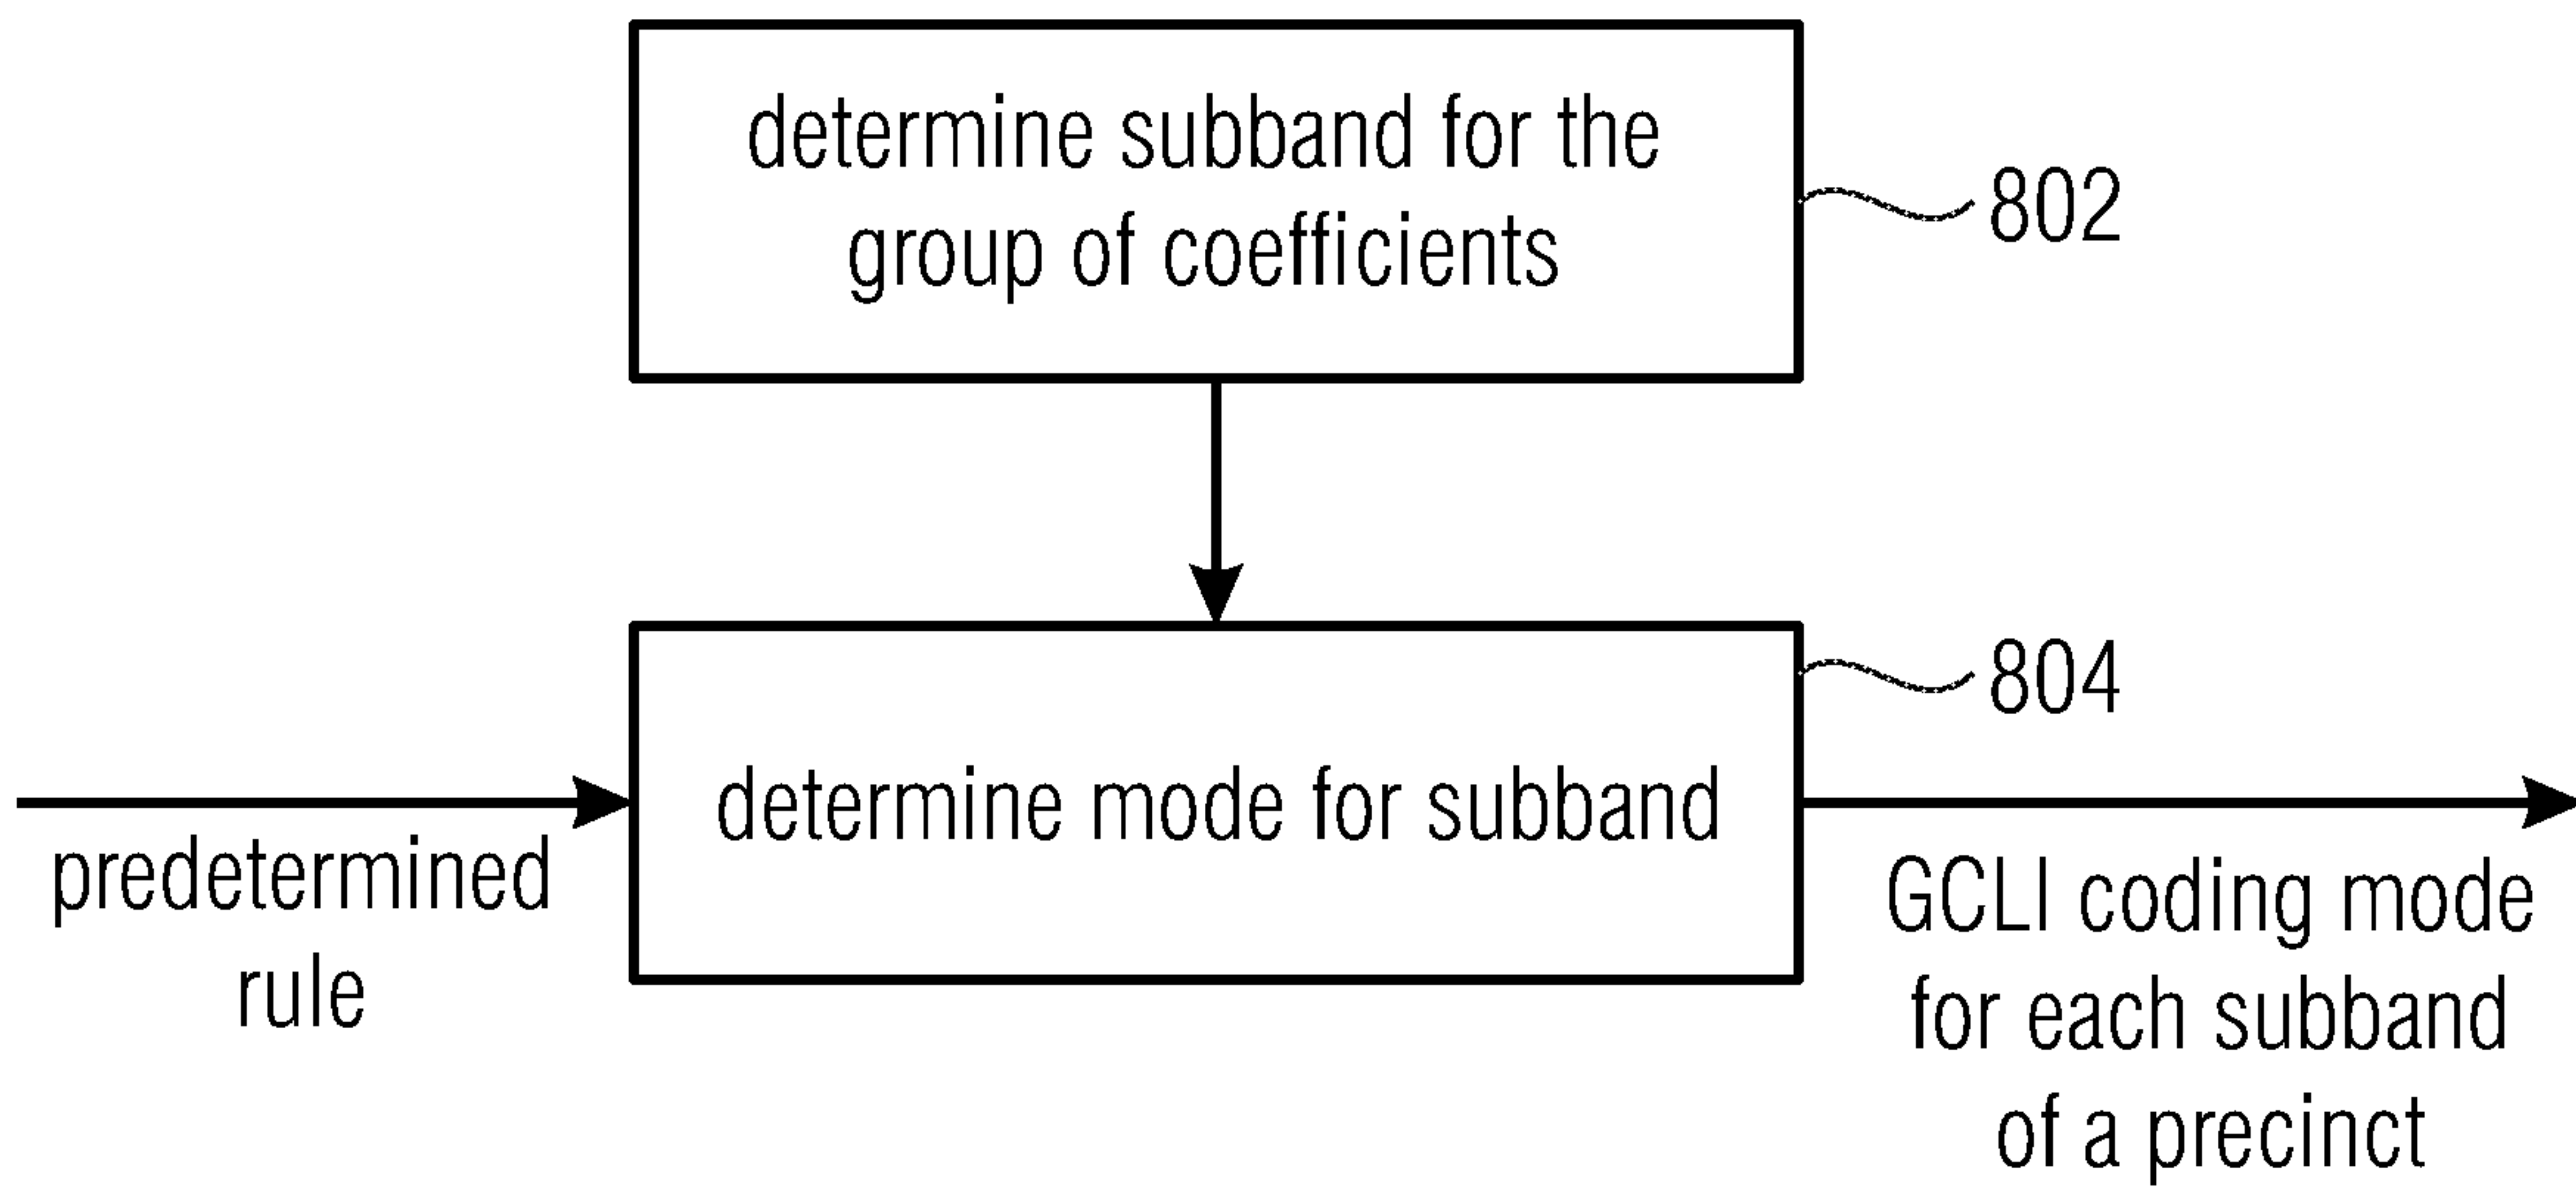 determine subband for the
group of coefficients
802
804
determine mode for subband
predetermined
rule
GCLI coding mode
for each subband
of a precinct